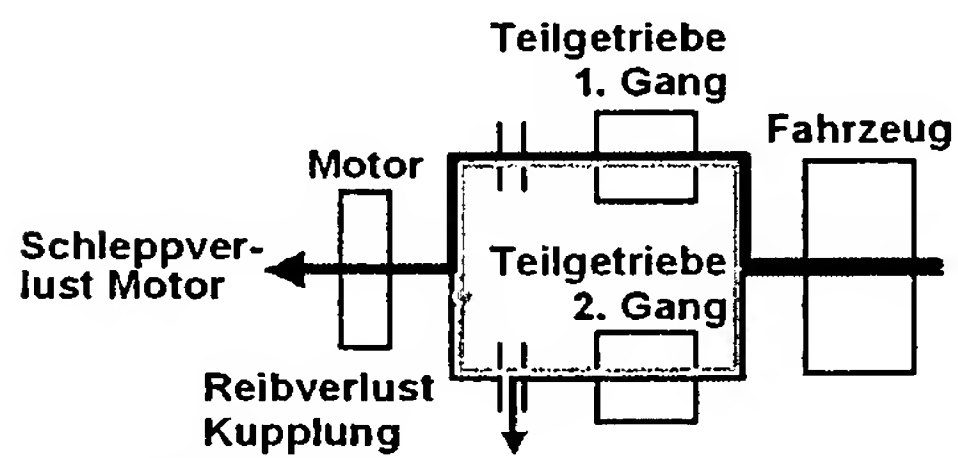 Teilgetriebe
1. Gang
Fahrzeug
Motor
Schleppver-
lust Motor
Teilgetriebe
2. Gang
Reibverlust
Kupplung